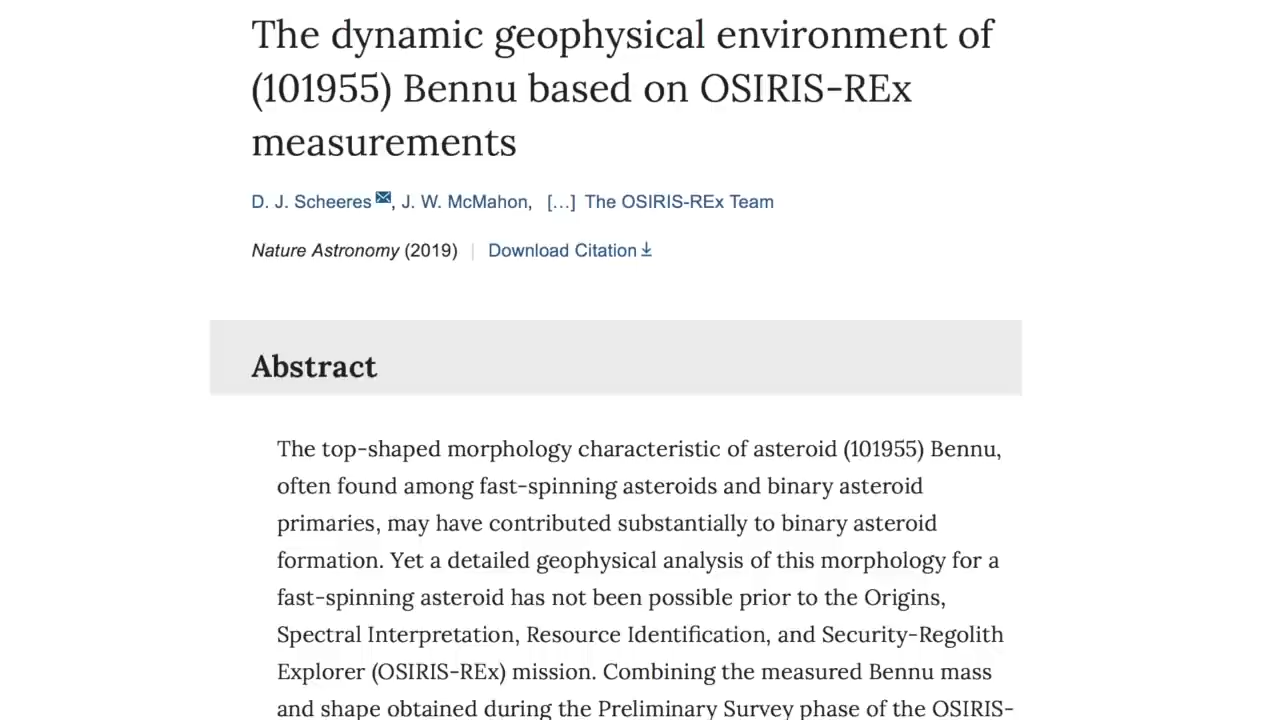 The dynamic geophysical environment of
(101955) Bennu based on OSIRIS-REx
measurements
D. J. Scheeres, J. W. McMahon, [...] The OSIRIS-REx Team
Nature Astronomy (2019) | Download Citation
Abstract
The top-shaped morphology characteristic of asteroid (101955) Bennu,
often found among fast-spinning asteroids and binary asteroid
primaries, may have contributed substantially to binary asteroid
formation. Yet a detailed geophysical analysis of this morphology for a
fast-spinning asteroid has not been possible prior to the Origins,
Spectral Interpretation, Resource Identification, and Security-Regolith
Explorer (OSIRIS-REx) mission. Combining the measured Bennu mass
and shape obtained during the Preliminary Survey phase of the OSIRIS-